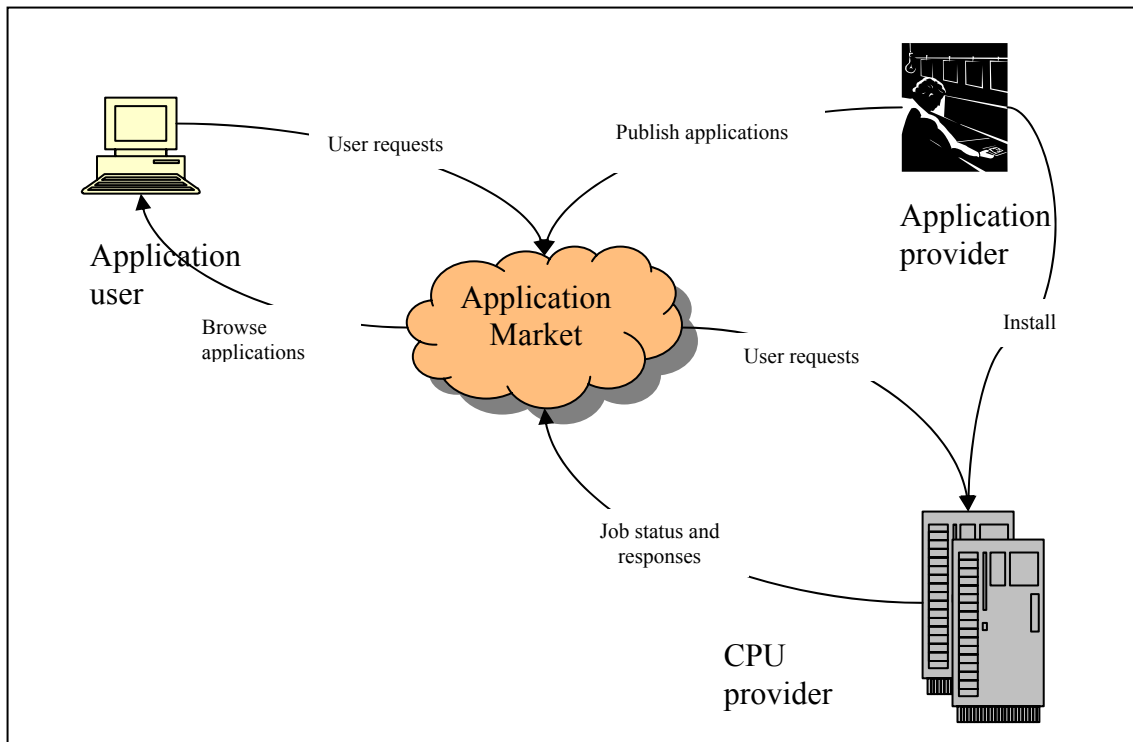 User requests
Publish applications
Application
provider
Application
user
Application
Market
Browse
applications
User requests
Install
Job status and
responses
CPU
provider